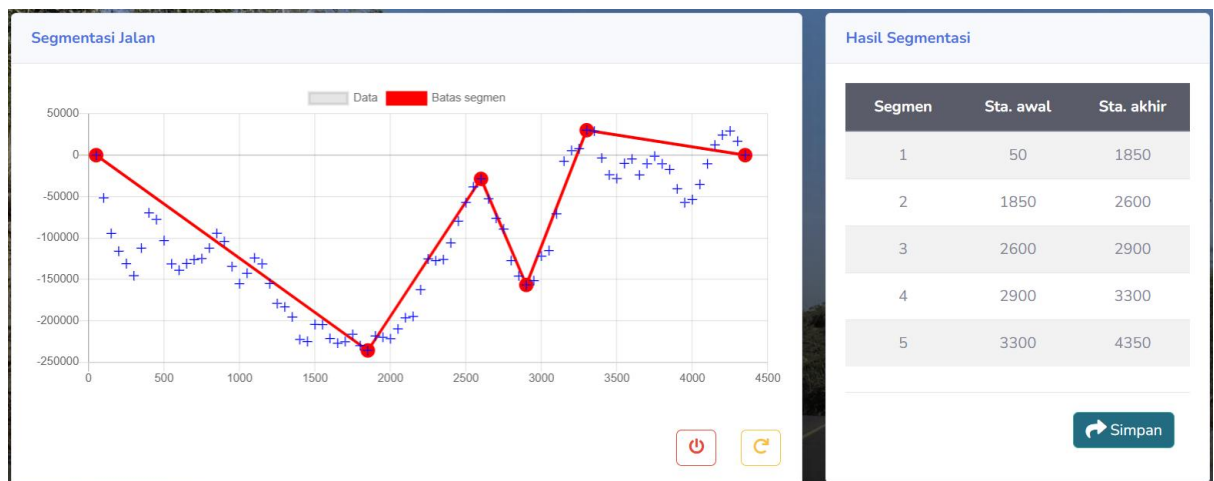 Segmentasi Jalan
Data Batas segmen
50000
0
-50000
-100000
-150000
-200000
-250000
0 500 1000 1500 2000 2500 3000 3500 4000 4500
Hasil Segmentasi
Segmen Sta. awal Sta. akhir
1 50 1850
2 1850 2600
3 2600 2900
4 2900 3300
5 3300 4350
Simpan